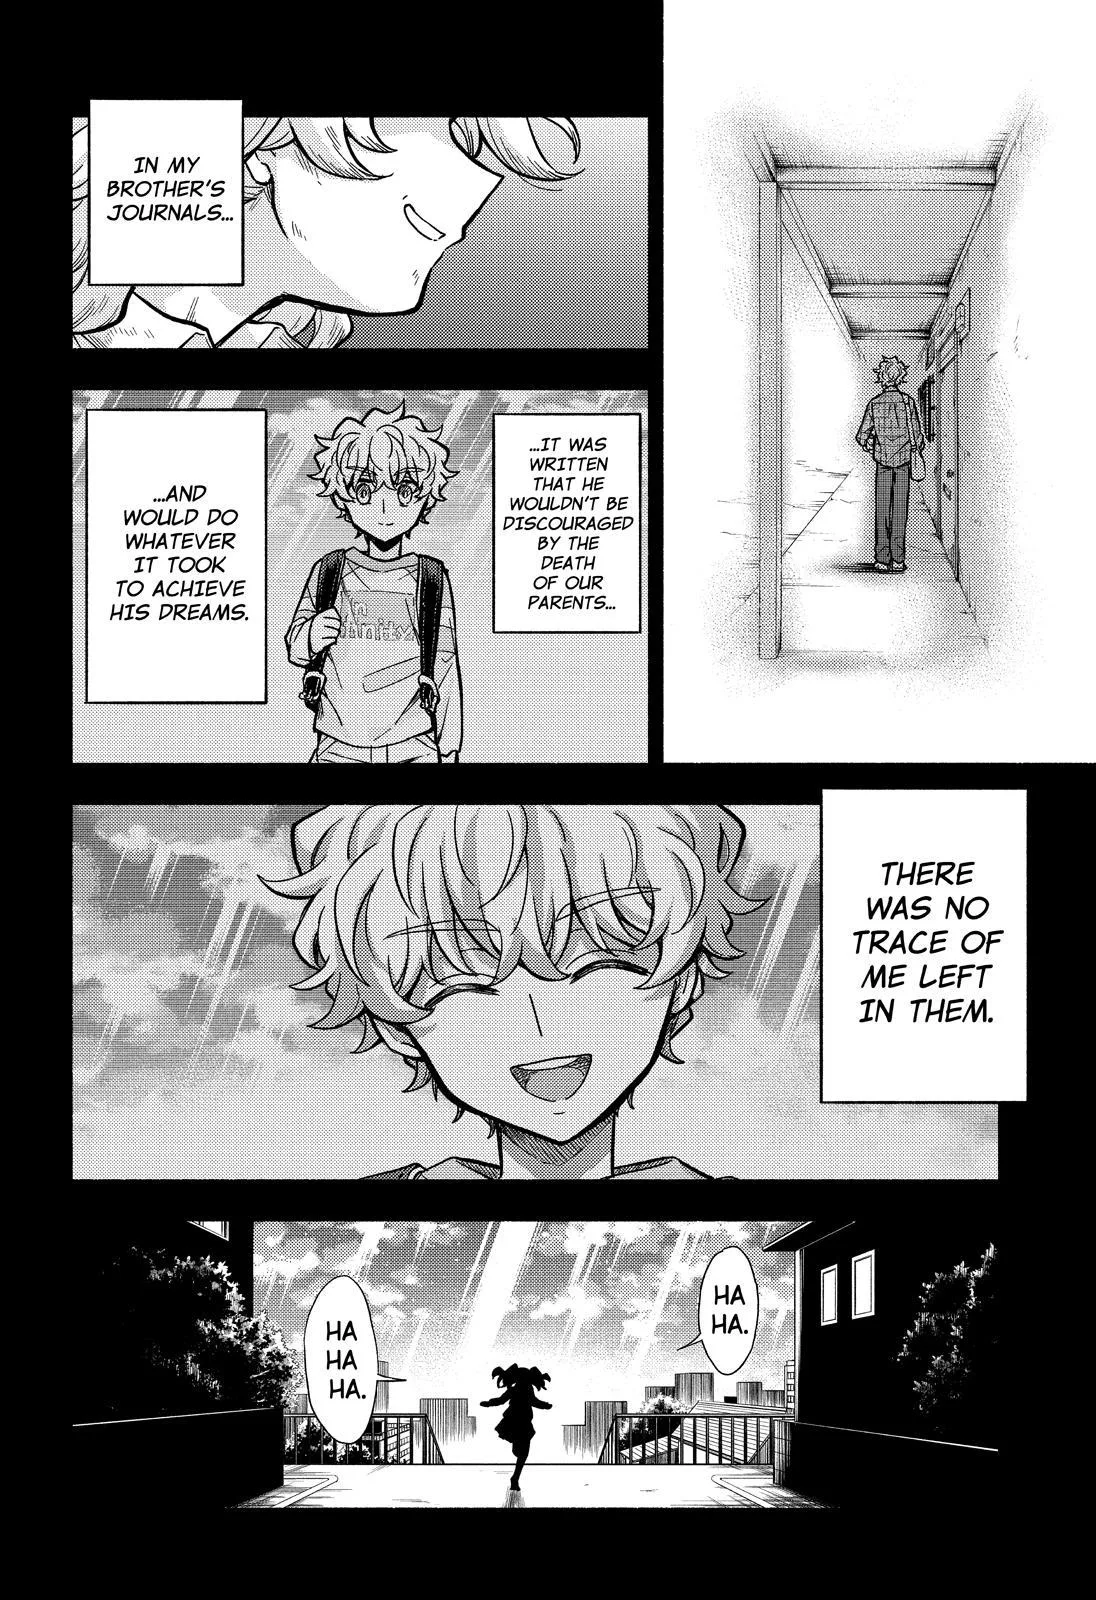 IN MY
BROTHER'S
JOURNALS...
...IT WAS
WRITTEN
THAT HE
WOULDN'T BE
DISCOURAGED
BY THE
DEATH
OF OUR
PARENTS...
...AND
WOULD DO
WHATEVER
IT TOOK
TO ACHIEVE
HIS DREAMS.
THERE
WAS NO
TRACE OF
ME LEFT
IN THEM.
HA
HA.
HA
HA
HA.